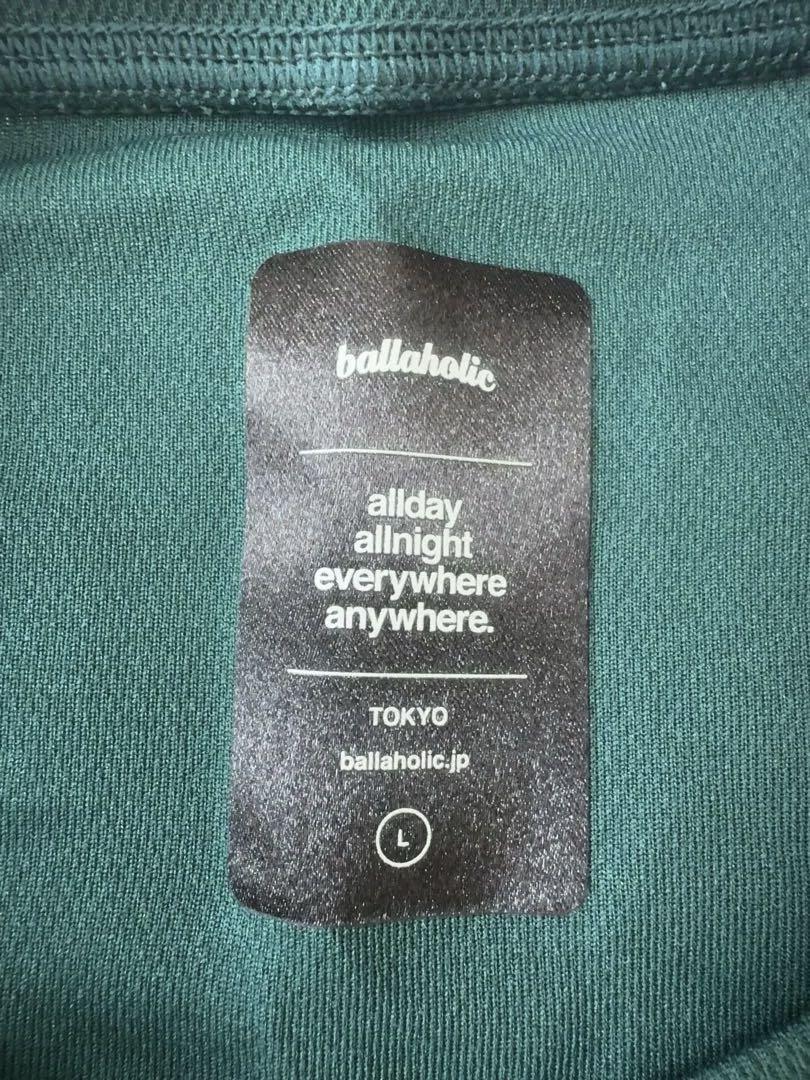 ballaholic
allday
allnight
everywhere
anywhere.
TOKYO
ballaholic.jp
L